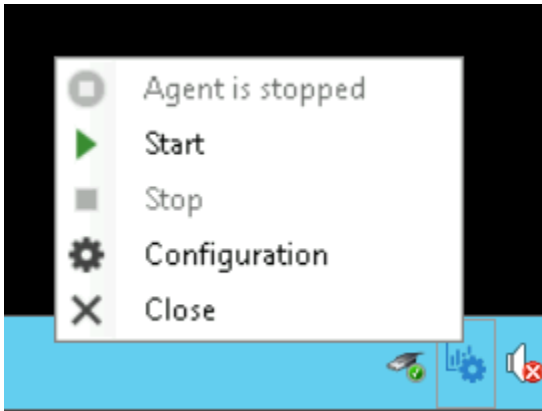 Agent is stopped
Start
Stop
Configuration
Close